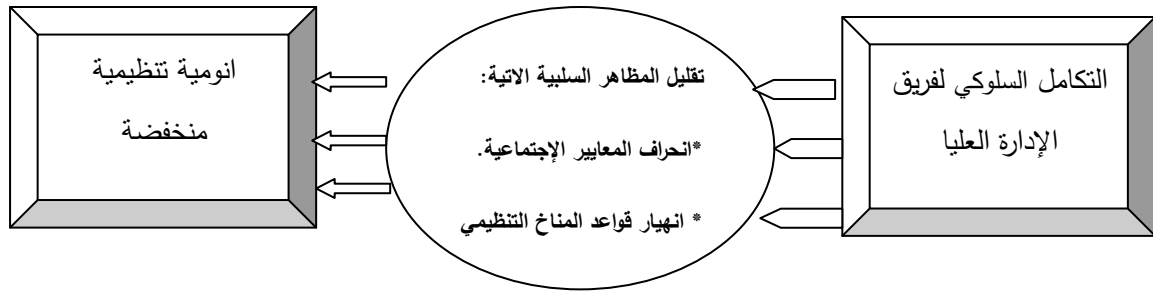 التكامل السلوكي لفريق
الإدارة العليا
تقليل المظاهر السلبية الاتية:
*انحراف المعايير الإجتماعية.
* انهيار قواعد المناخ التنظيمي
انومية تنظيمية
منخفضة